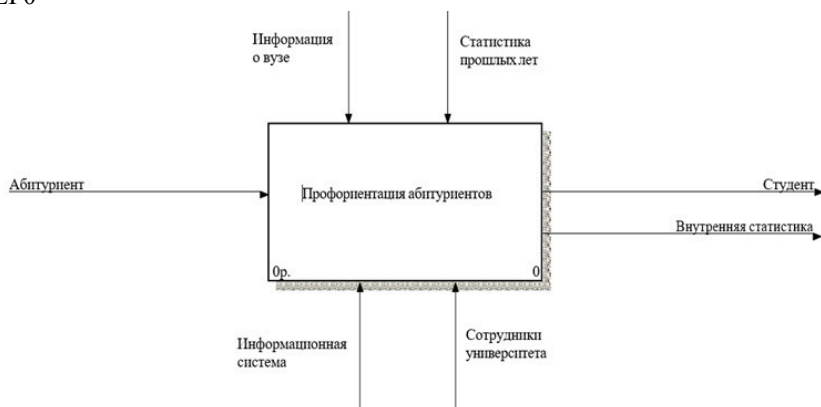 Информация
о вузе
Статистика
прошлых лет
Абитуриент
Профориентация абитуриентов
Студент
Внутренняя статистика
0р.
0
Информационная
система
Сотрудники
университета